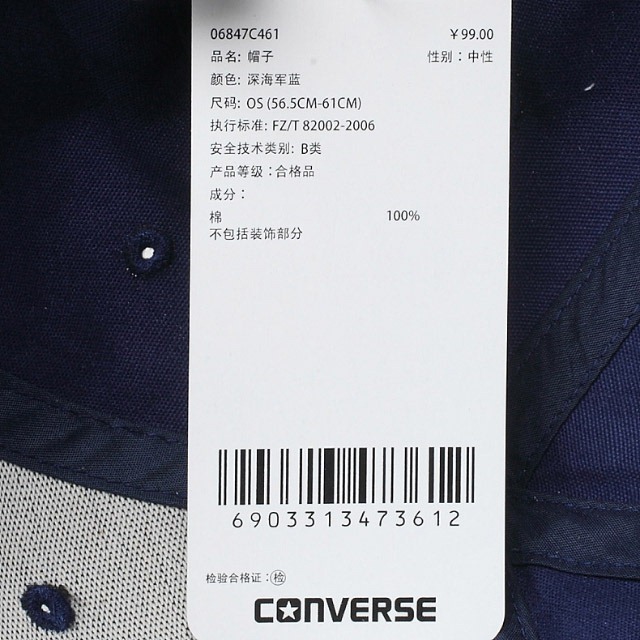 06847C461 ￥99.00
品名: 帽子 性别: 中性
颜色: 深海军蓝
尺码: OS (56.5CM-61CM)
执行标准: FZ/T 82002-2006
安全技术类别: B类
产品等级：合格品
成分：
棉 100%
不包括装饰部分
6903313473612
检验合格证：㊜检
CONVERSE